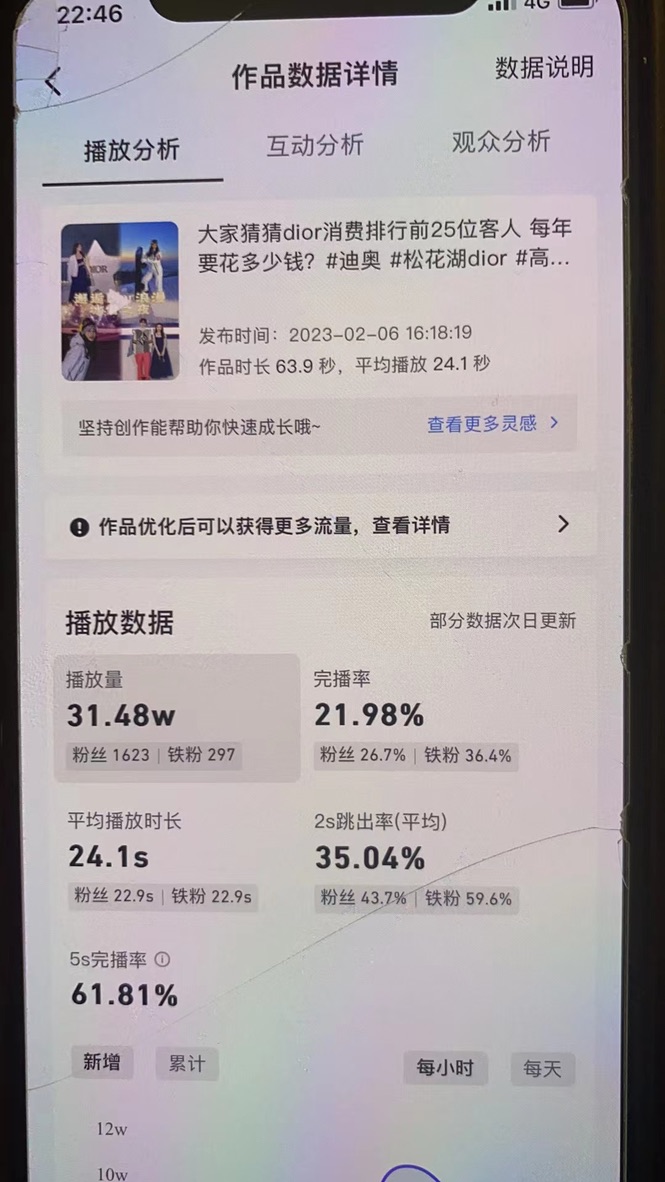 22:46
4G
作品数据详情
数据说明
播放分析
互动分析
观众分析
大家猜猜dior消费排行前25位客人 每年
要花多少钱？#迪奥 #松花湖dior #高...
发布时间：2023-02-06 16:18:19
作品时长 63.9 秒，平均播放 24.1 秒
坚持创作能帮助你快速成长哦~
查看更多灵感 >
作品优化后可以获得更多流量，查看详情
播放数据
部分数据次日更新
播放量
31.48w
粉丝 1623 | 铁粉 297
完播率
21.98%
粉丝 26.7% | 铁粉 36.4%
平均播放时长
24.1s
粉丝 22.9s | 铁粉 22.9s
2s跳出率(平均)
35.04%
粉丝 43.7% | 铁粉 59.6%
5s完播率
61.81%
新增
累计
每小时
每天
12w
10w